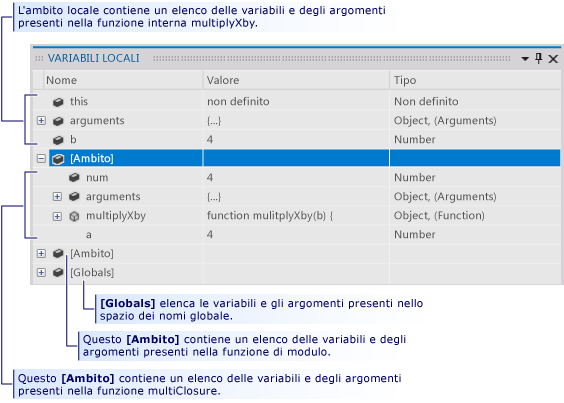 L'ambito locale contiene un elenco delle variabili e degli argomenti
presenti nella funzione interna multiplyXby.
VARIABILI LOCALI
Nome Valore Tipo
this non definito Non definito
arguments {...} Object, (Arguments)
b 4 Number
[Ambito]
num 4 Number
arguments {...} Object, (Arguments)
multiplyXby function mulitplyXby(b) { Object, (Function)
a 4 Number
[Ambito]
[Globals]
[Globals] elenca le variabili e gli argomenti presenti nello
spazio dei nomi globale.
Questo [Ambito] contiene un elenco delle variabili e degli
argomenti presenti nella funzione di modulo.
Questo [Ambito] contiene un elenco delle variabili e degli argomenti
presenti nella funzione multiClosure.